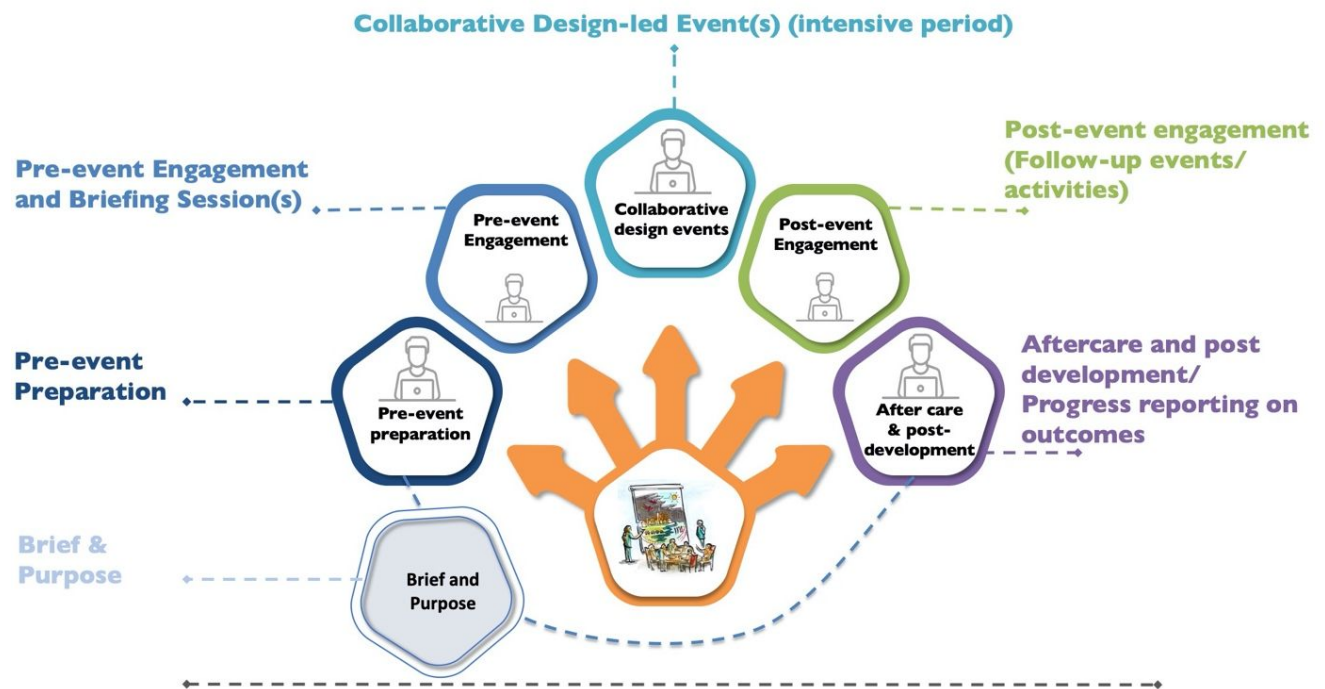 Collaborative Design-led Event(s) (intensive period)
Pre-event Engagement
and Briefing Session(s)
Post-event engagement
(Follow-up events/
activities)
Pre-event
Engagement
Collaborative
design events
Post-event
Engagement
Pre-event
Preparation
Pre-event
preparation
After care
& post-
development
Aftercare and post
development/
Progress reporting on
outcomes
Brief &
Purpose
Brief and
Purpose